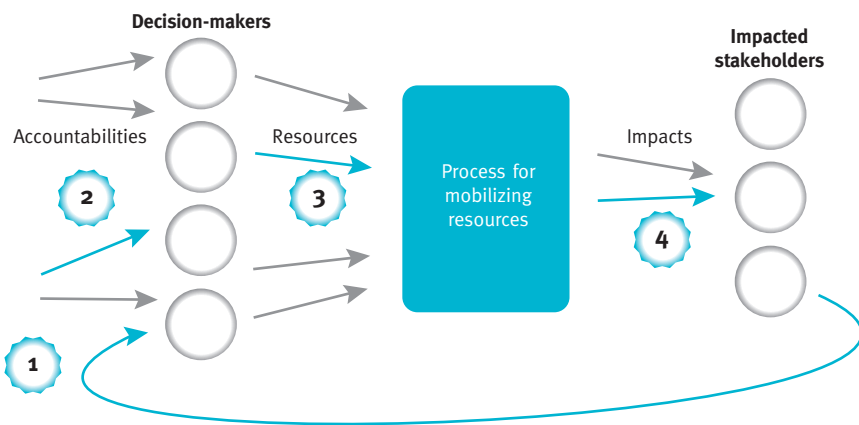 Decision-makers
Impacted
stakeholders
Accountabilities
Resources
Impacts
Process for
mobilizing
resources
2
3
4
1